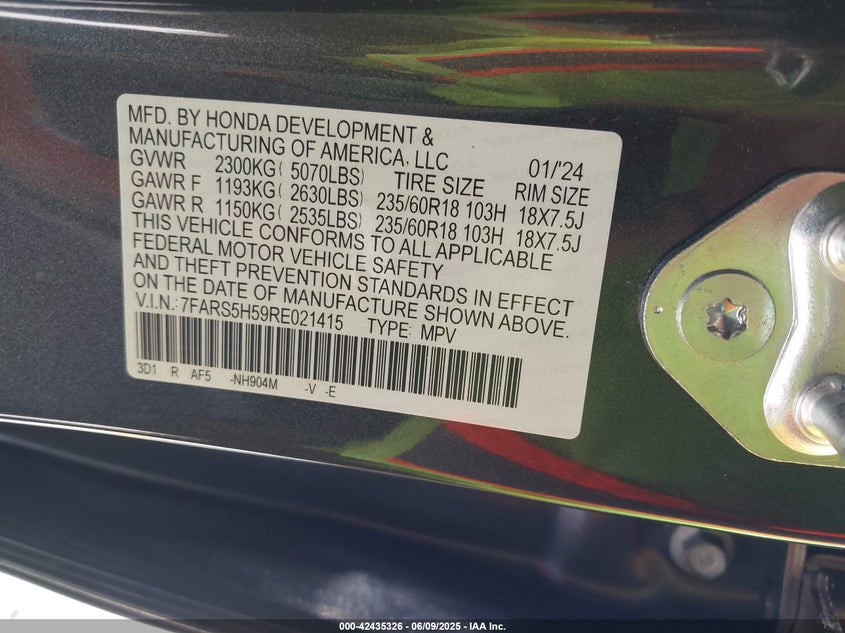 MFD. BY HONDA DEVELOPMENT &
MANUFACTURING OF AMERICA, LLC 01/'24
GVWR 2300KG( 5070LBS) TIRE SIZE RIM SIZE
GAWR F 1193KG( 2630LBS) 235/60R18 103H 18X7.5J
GAWR R 1150KG( 2535LBS) 235/60R18 103H 18X7.5J
THIS VEHICLE CONFORMS TO ALL APPLICABLE
FEDERAL MOTOR VEHICLE SAFETY
AND THEFT PREVENTION STANDARDS IN EFFECT
ON THE DATE OF MANUFACTURE SHOWN ABOVE.
V.I.N.:7FARS5H59RE021415 TYPE: MPV
3D1 R AF5 -NH904M -V -E
000-42435326 - 06/09/2025 - IAA Inc.